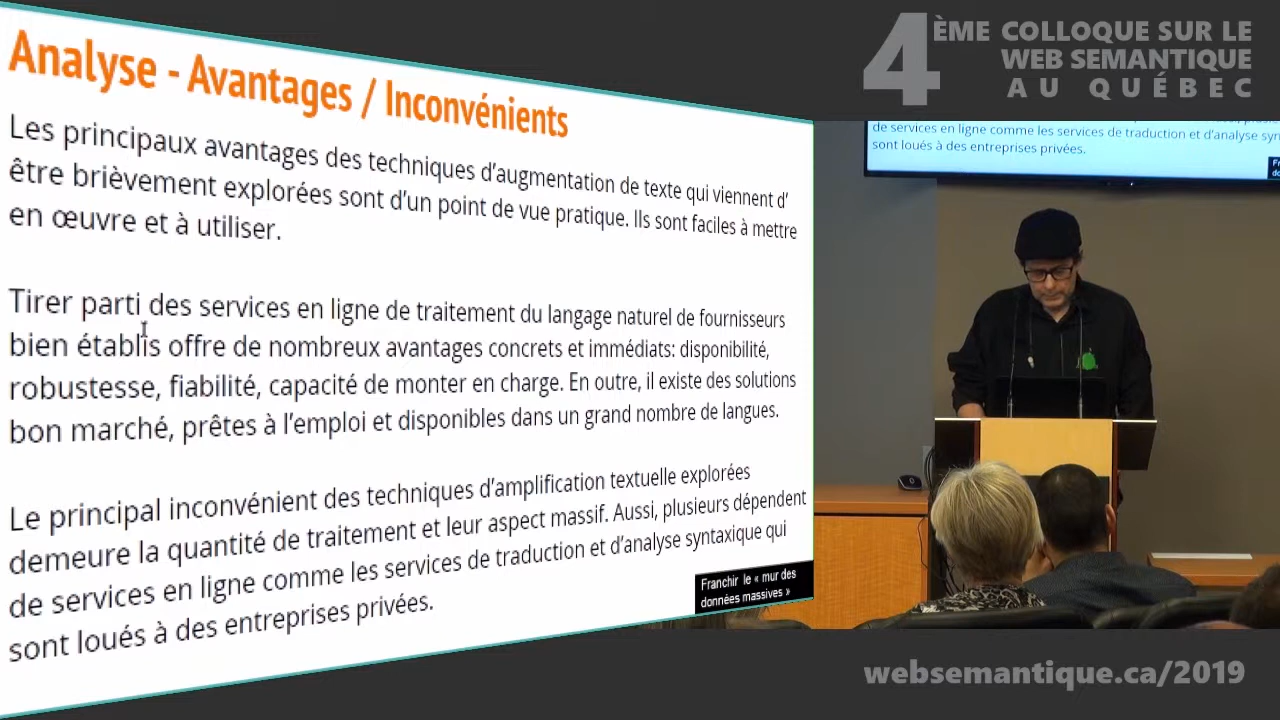 Analyse - Avantages / Inconvénients
Les principaux avantages des techniques d'augmentation de texte qui viennent d'
être brièvement explorées sont d'un point de vue pratique. Ils sont faciles à mettre
en œuvre et à utiliser.
Tirer parti des services en ligne de traitement du langage naturel de fournisseurs
bien établis offre de nombreux avantages concrets et immédiats: disponibilité,
robustesse, fiabilité, capacité de monter en charge. En outre, il existe des solutions
bon marché, prêtes à l'emploi et disponibles dans un grand nombre de langues.
Le principal inconvénient des techniques d'amplification textuelle explorées
demeure la quantité de traitement et leur aspect massif. Aussi, plusieurs dépendent
de services en ligne comme les services de traduction et d'analyse syntaxique qui
sont loués à des entreprises privées.
Franchir le « mur des
données massives »
4ÈME COLLOQUE SUR LE
WEB SEMANTIQUE
AU QUÉBEC
de services en ligne comme les services de traduction et d'analyse syn
sont loués à des entreprises privées.
websemantique.ca/2019